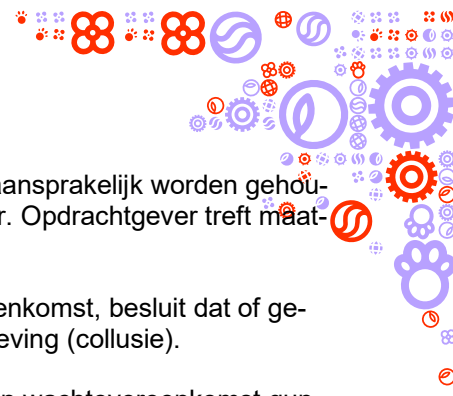 aansprakelijk worden gehou-
r. Opdrachtgever treft maat-
enkomst, besluit dat of ge-
eving (collusie).